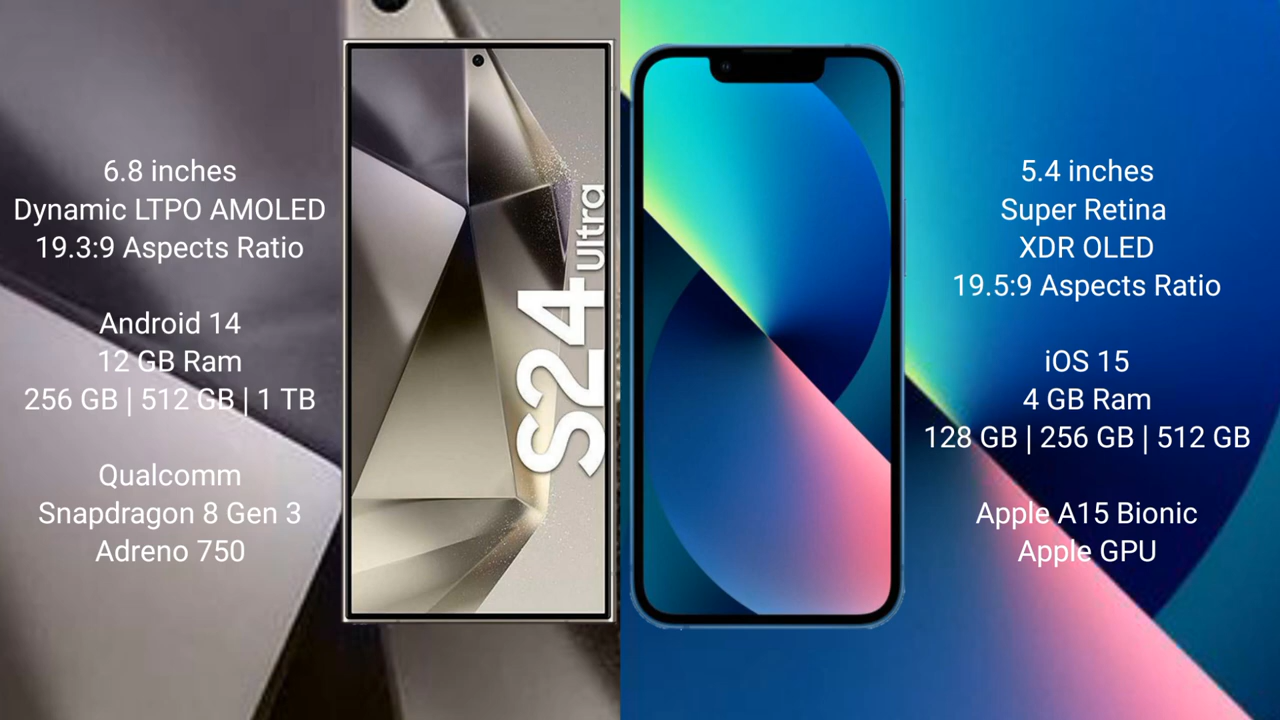 6.8 inches
Dynamic LTPO AMOLED
19.3:9 Aspects Ratio
Android 14
12 GB Ram
256 GB | 512 GB | 1 TB
Qualcomm
Snapdragon 8 Gen 3
Adreno 750
S24 ultra
5.4 inches
Super Retina
XDR OLED
19.5:9 Aspects Ratio
iOS 15
4 GB Ram
128 GB | 256 GB | 512 GB
Apple A15 Bionic
Apple GPU